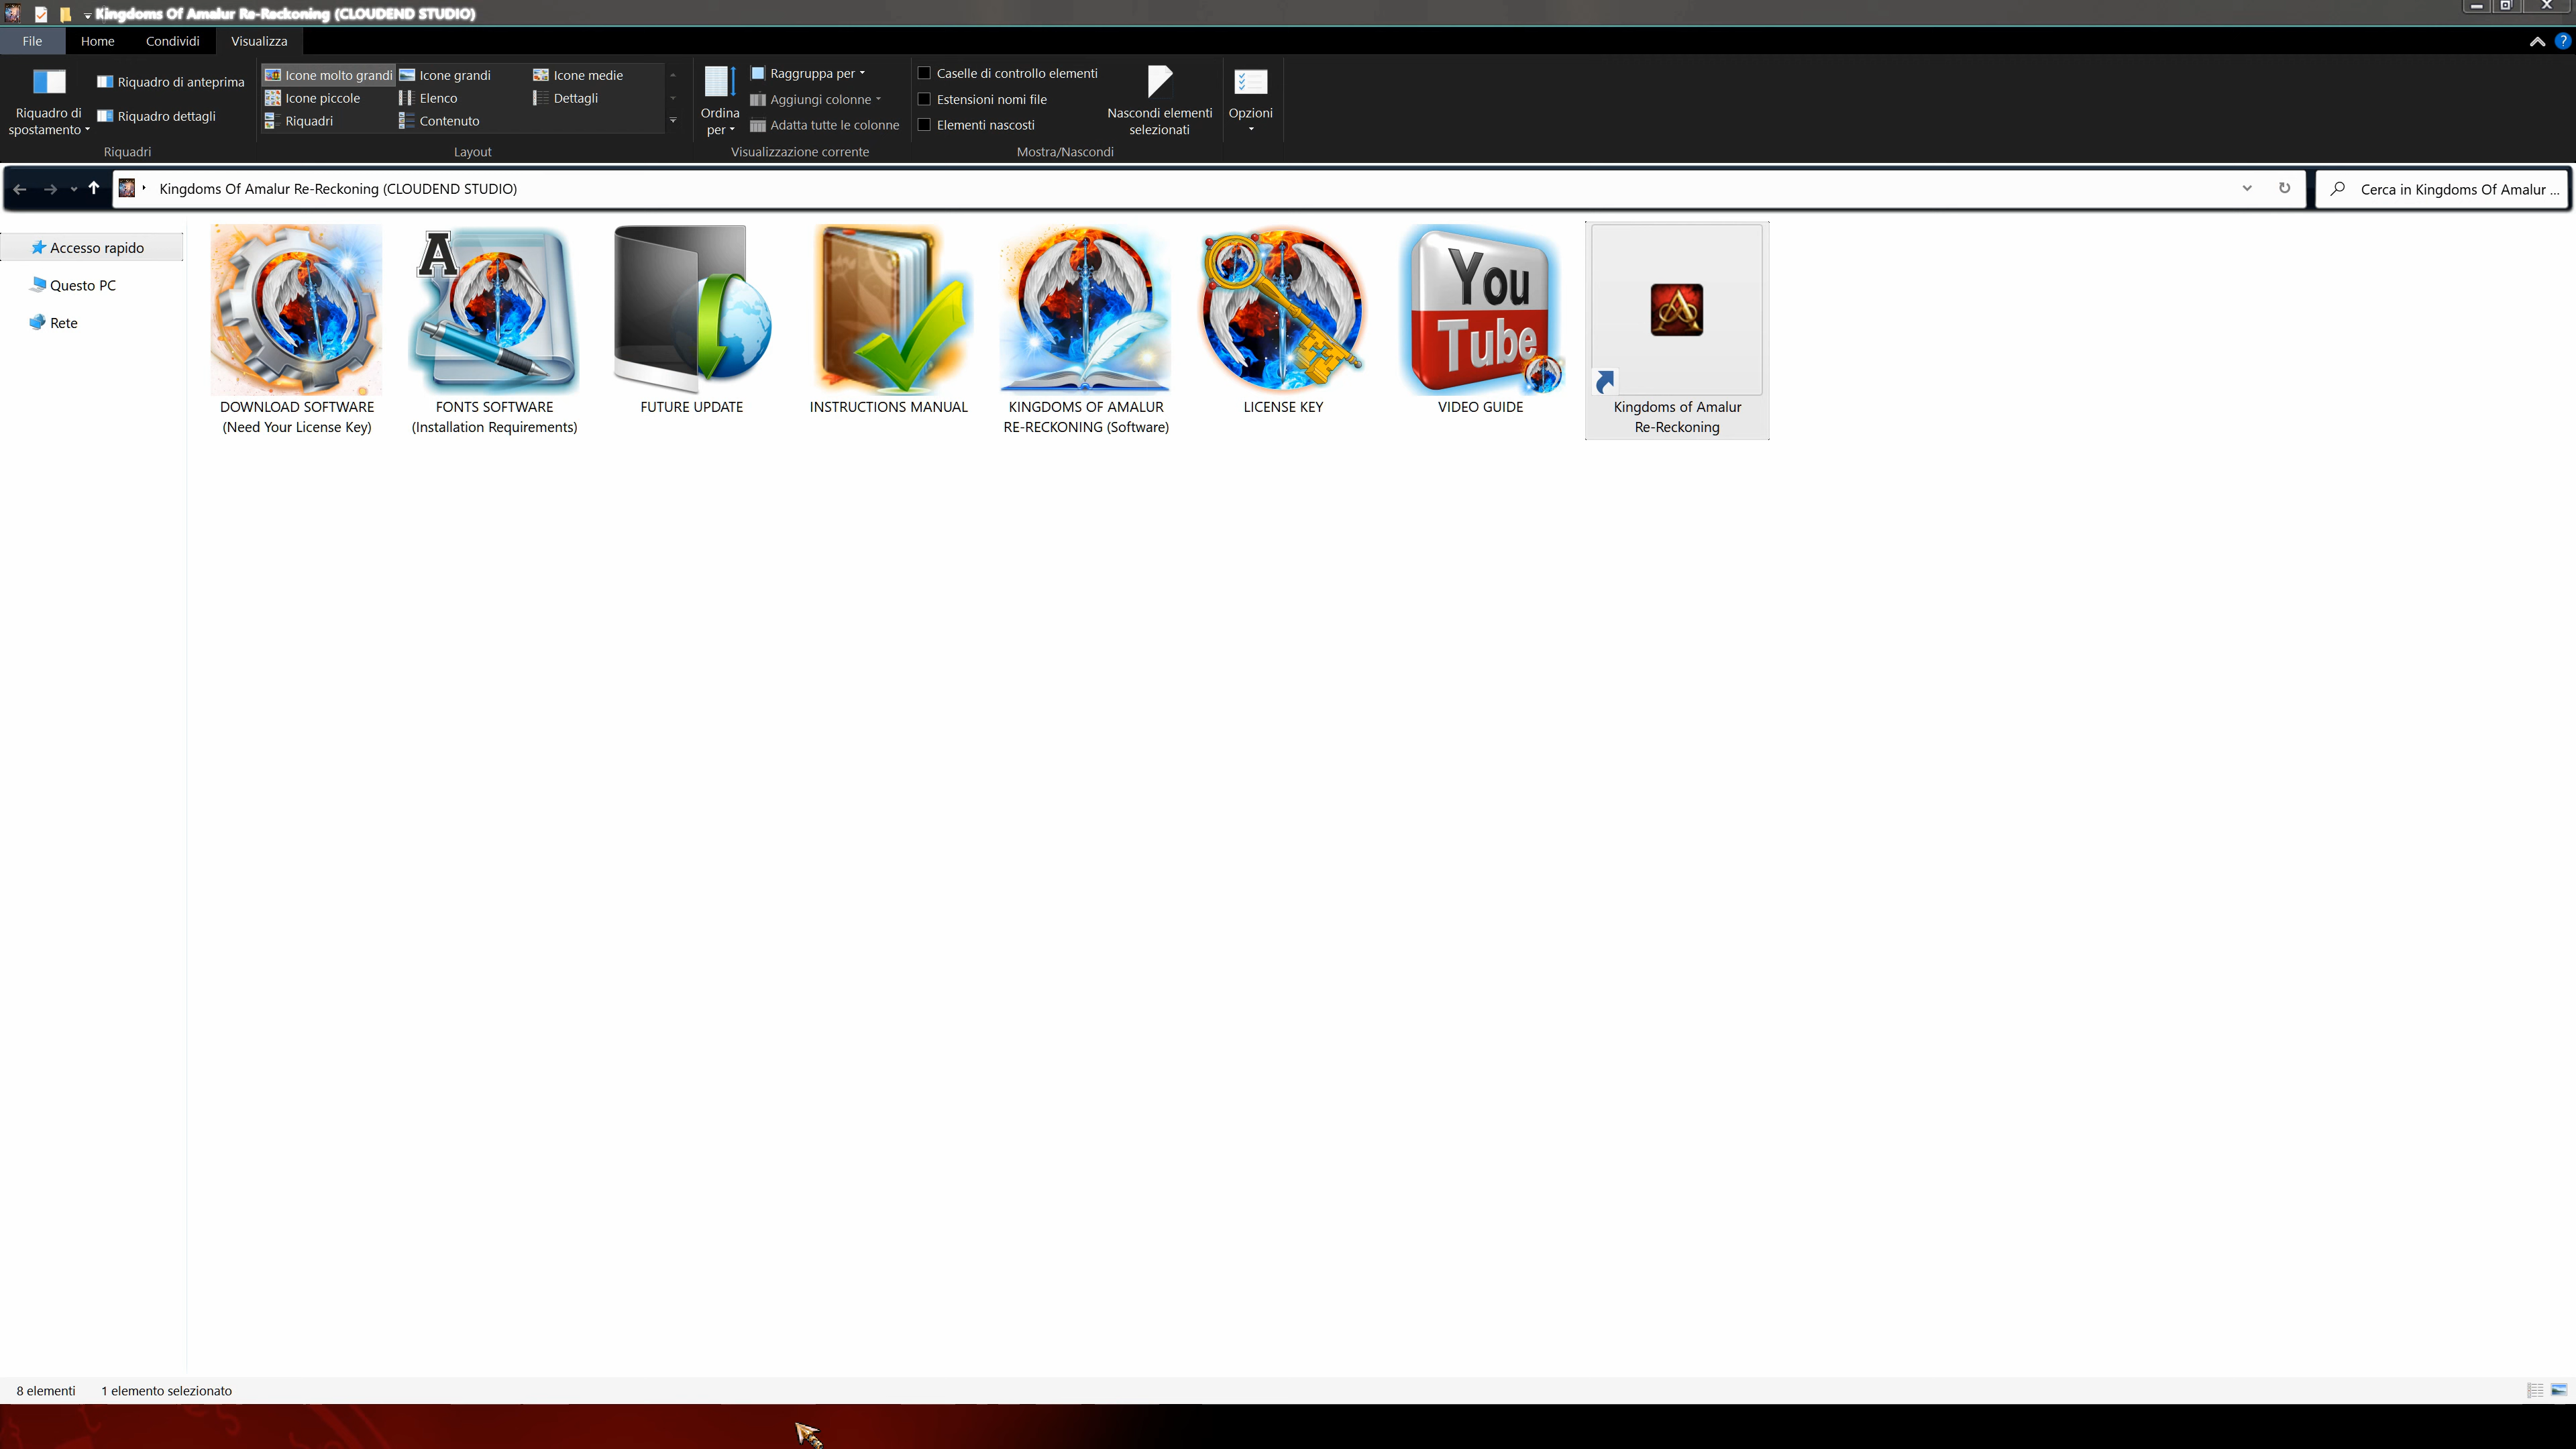 Kingdoms Of Amalur Re-Reckoning (CLOUDEND STUDIO)
File Home Condividi Visualizza
Riquadro di spostamento
Riquadro di anteprima
Riquadro dettagli
Riquadri
Icone molto grandi Icone grandi Icone medie
Icone piccole Elenco Dettagli
Riquadri Contenuto
Layout
Ordina per
Raggruppa per
Aggiungi colonne
Adatta tutte le colonne
Visualizzazione corrente
Caselle di controllo elementi
Estensioni nomi file
Elementi nascosti
Nascondi elementi
selezionati
Mostra/Nascondi
Opzioni
Kingdoms Of Amalur Re-Reckoning (CLOUDEND STUDIO)
Cerca in Kingdoms Of Amalur ...
Accesso rapido
Questo PC
Rete
DOWNLOAD SOFTWARE
(Need Your License Key)
A
FONTS SOFTWARE
(Installation Requirements)
FUTURE UPDATE
INSTRUCTIONS MANUAL
KINGDOMS OF AMALUR
RE-RECKONING (Software)
LICENSE KEY
You
Tube
VIDEO GUIDE
Kingdoms of Amalur
Re-Reckoning
8 elementi 1 elemento selezionato